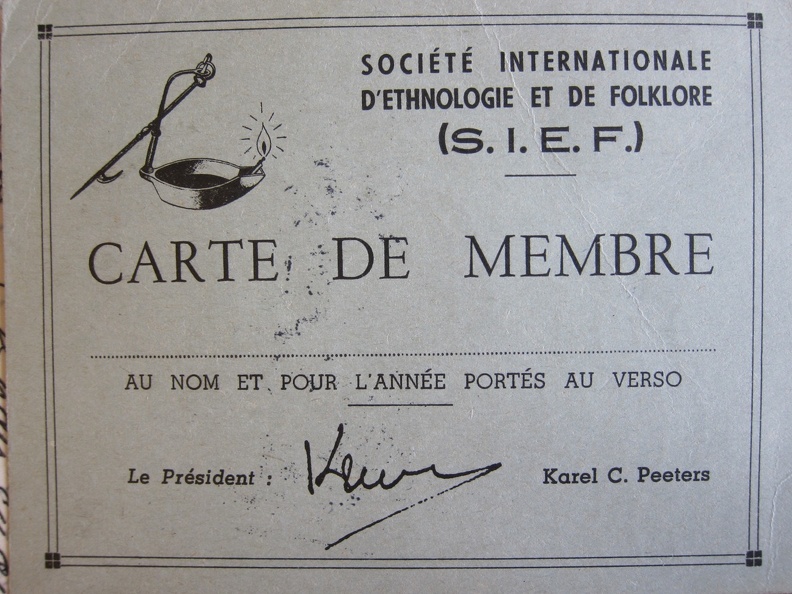 SOCIÉTÉ INTERNATIONALE
D'ETHNOLOGIE ET DE FOLKLORE
(S. I. E. F.)
CARTE DE MEMBRE
AU NOM ET POUR L'ANNÉE PORTÉS AU VERSO
Le Président : Karel C. Peeters